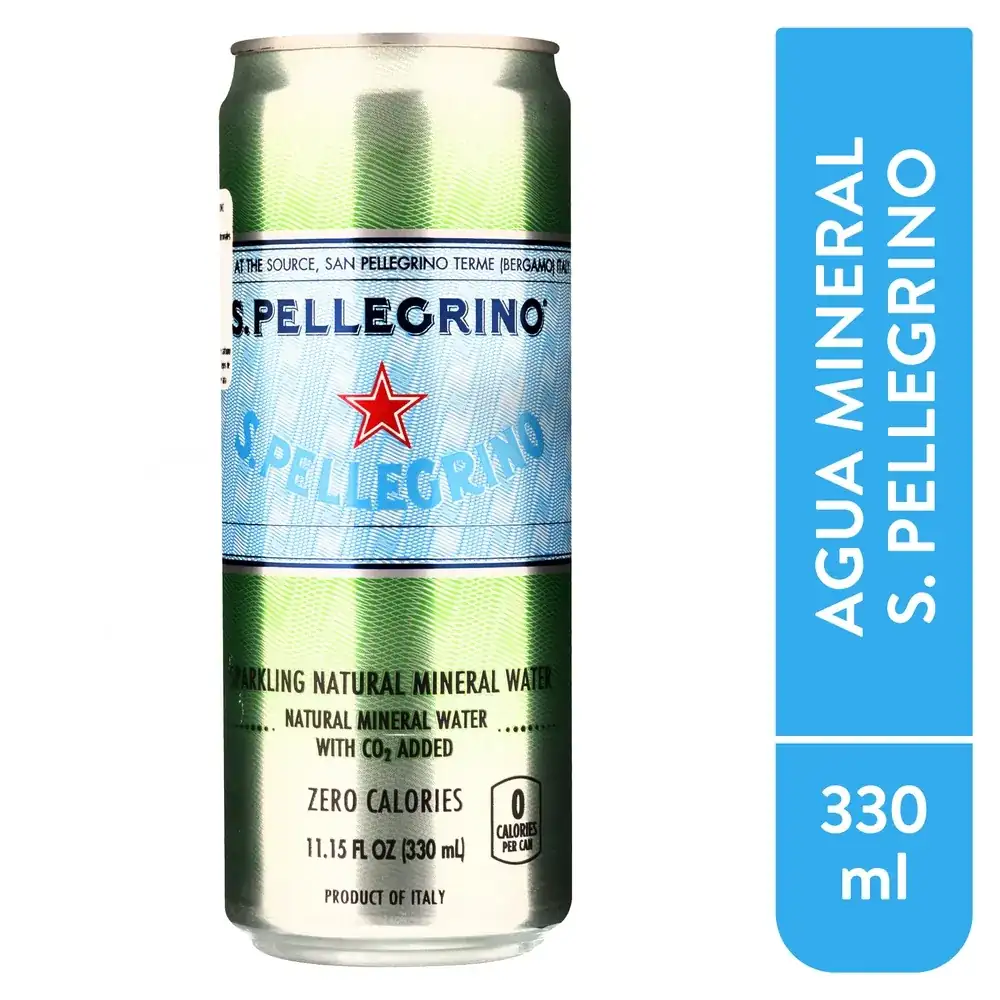 AT THE SOURCE, SAN PELLEGRINO TERME (BERGAMO) ITALY
S.PELLEGRINO®
S.PELLEGRINO
SPARKLING NATURAL MINERAL WATER
NATURAL MINERAL WATER
WITH CO₂ ADDED
ZERO CALORIES
0
CALORIES
PER CAN
11.15 FL OZ (330 mL)
PRODUCT OF ITALY
AGUA MINERAL
S. PELLEGRINO
330
ml